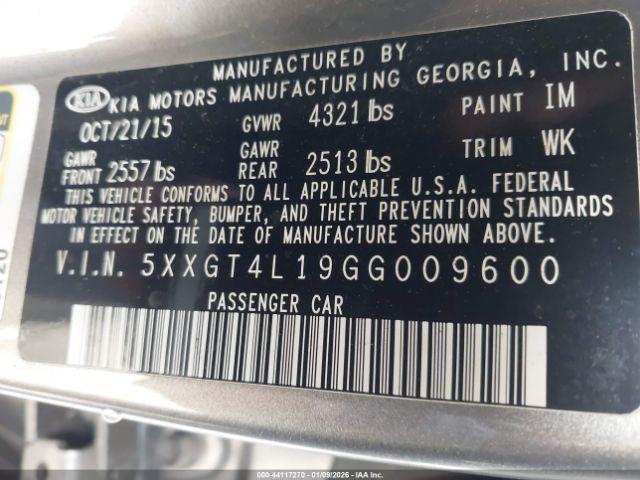 MANUFACTURED BY
KIA KIA MOTORS MANUFACTURING GEORGIA, INC.
OCT/21/15 GVWR 4321 lbs PAINT IM
GAWR FRONT 2557 lbs GAWR REAR 2513 lbs TRIM WK
THIS VEHICLE CONFORMS TO ALL APPLICABLE U.S.A. FEDERAL
MOTOR VEHICLE SAFETY, BUMPER, AND THEFT PREVENTION STANDARDS
IN EFFECT ON THE DATE OF MANUFACTURE SHOWN ABOVE.
V.I.N. 5XXGT4L19GG009600
PASSENGER CAR
000-44117270 - 01/09/2026 - IAA Inc.